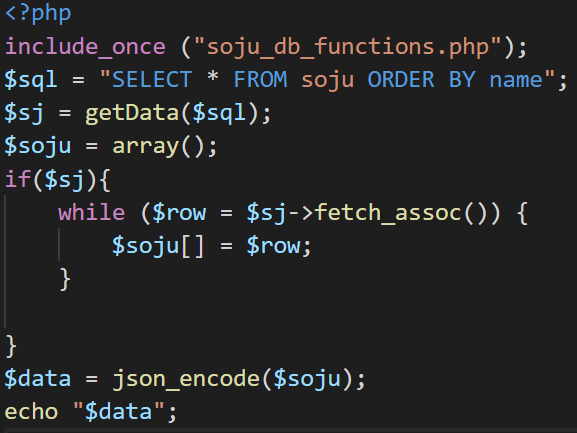 <?php
include_once ("soju_db_functions.php");
$sql = "SELECT * FROM soju ORDER BY name";
$sj = getData($sql);
$soju = array();
if($sj){
    while ($row = $sj->fetch_assoc()) {
        $soju[] = $row;
    }
}
$data = json_encode($soju);
echo "$data";